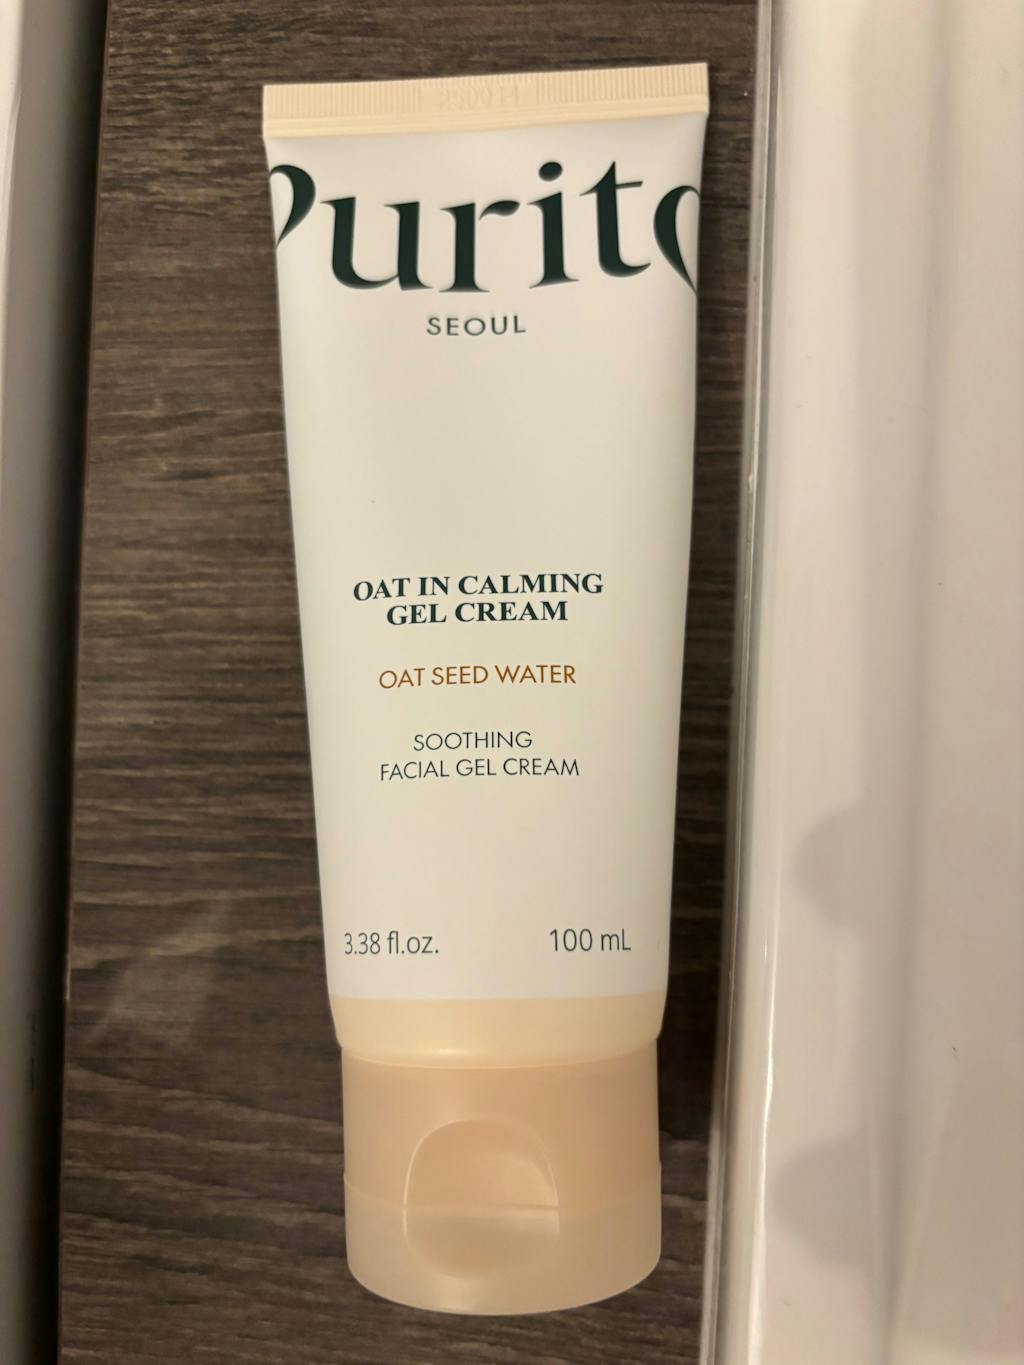 Purito
SEOUL
OAT IN CALMING
GEL CREAM
OAT SEED WATER
SOOTHING
FACIAL GEL CREAM
3.38 fl.oz. 100 mL